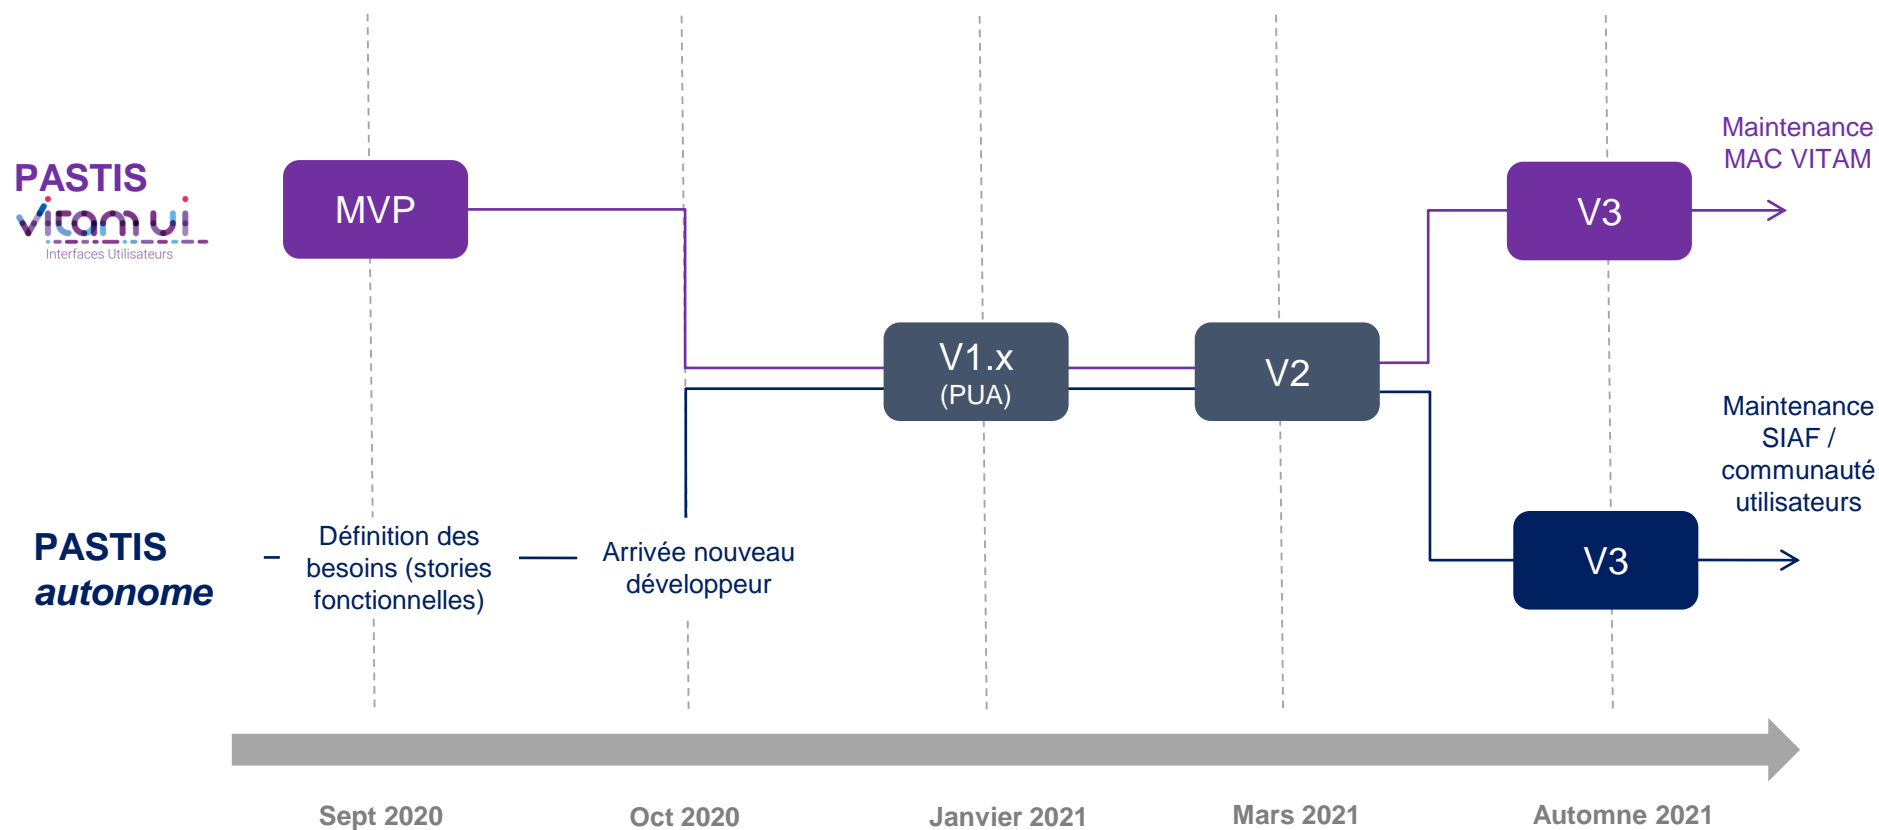 PASTIS
vitam ui
Interfaces Utilisateurs
MVP
V1.x
(PUA)
V2
V3
Maintenance
MAC VITAM
PASTIS
autonome
Définition des
besoins (stories
fonctionnelles)
Arrivée nouveau
développeur
V3
Maintenance
SIAF /
communauté
utilisateurs
Sept 2020
Oct 2020
Janvier 2021
Mars 2021
Automne 2021